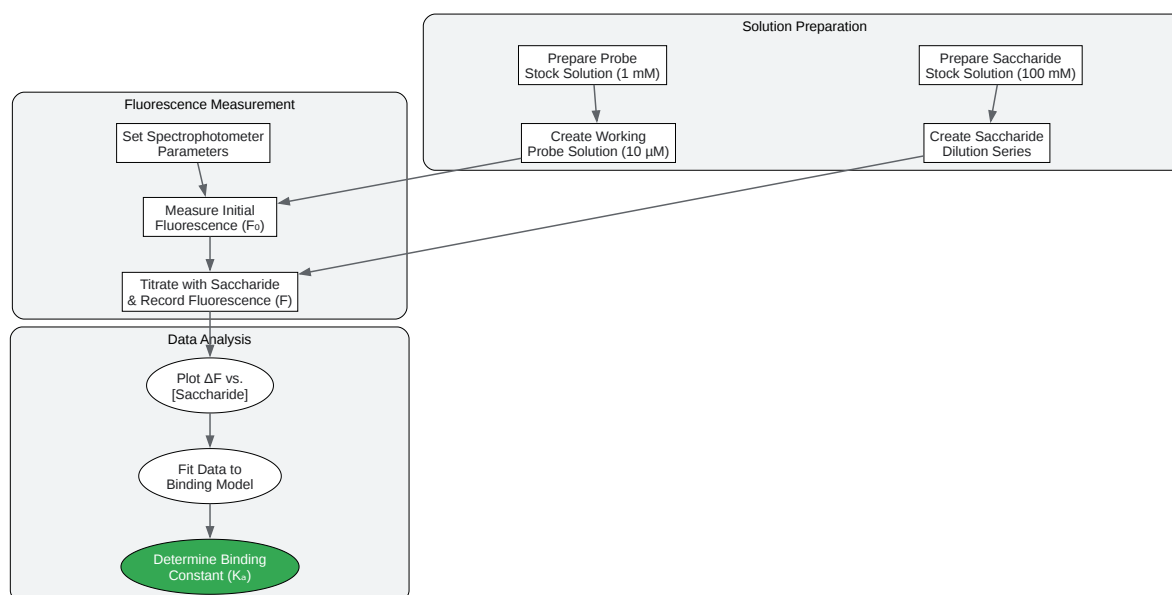 Solution Preparation
Prepare Probe
Stock Solution (1 mM)
Prepare Saccharide
Stock Solution (100 mM)
Create Working
Probe Solution (10 µM)
Create Saccharide
Dilution Series
Fluorescence Measurement
Set Spectrophotometer
Parameters
Measure Initial
Fluorescence (F₀)
Titrate with Saccharide
& Record Fluorescence (F)
Data Analysis
Plot ΔF vs.
[Saccharide]
Fit Data to
Binding Model
Determine Binding
Constant (Kₐ)